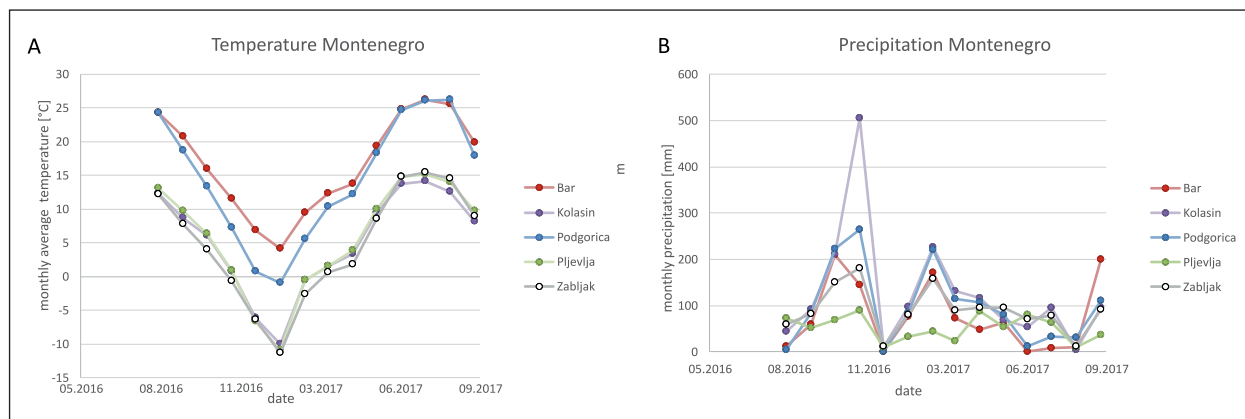 A
Temperature Montenegro
30
25
20
15
10
5
0
-5
-10
-15
monthly average temperature [°C]
05.2016 08.2016 11.2016 03.2017 06.2017 09.2017
date
Bar
Kolasin
Podgorica
Pljevlja
Zabljak
B
Precipitation Montenegro
m
600
500
400
300
200
100
0
monthly precipitation [mm]
05.2016 08.2016 11.2016 03.2017 06.2017 09.2017
date
Bar
Kolasin
Podgorica
Pljevlja
Zabljak